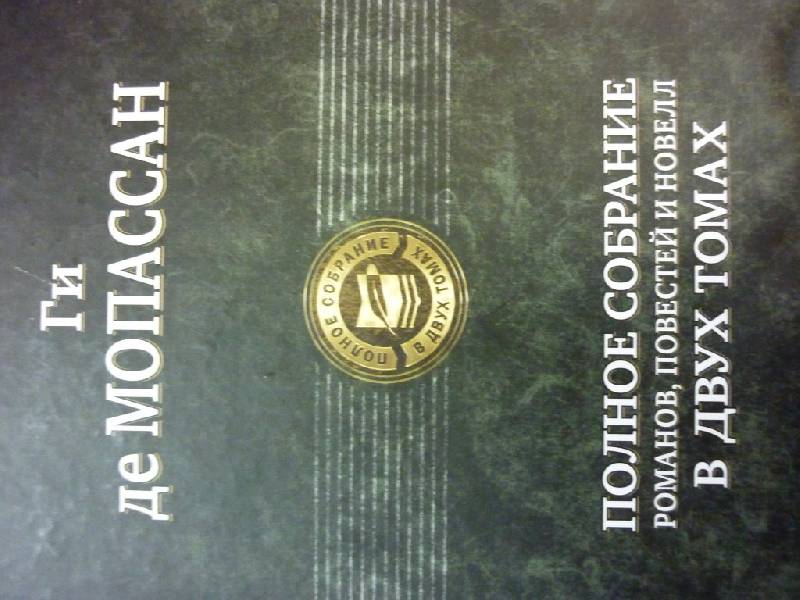 Ги
де МОПАССАН
ПОЛНОЕ СОБРАНИЕ
В ДВУХ ТОМАХ
ПОЛНОЕ СОБРАНИЕ
РОМАНОВ, ПОВЕСТЕЙ И НОВЕЛЛ
В ДВУХ ТОМАХ